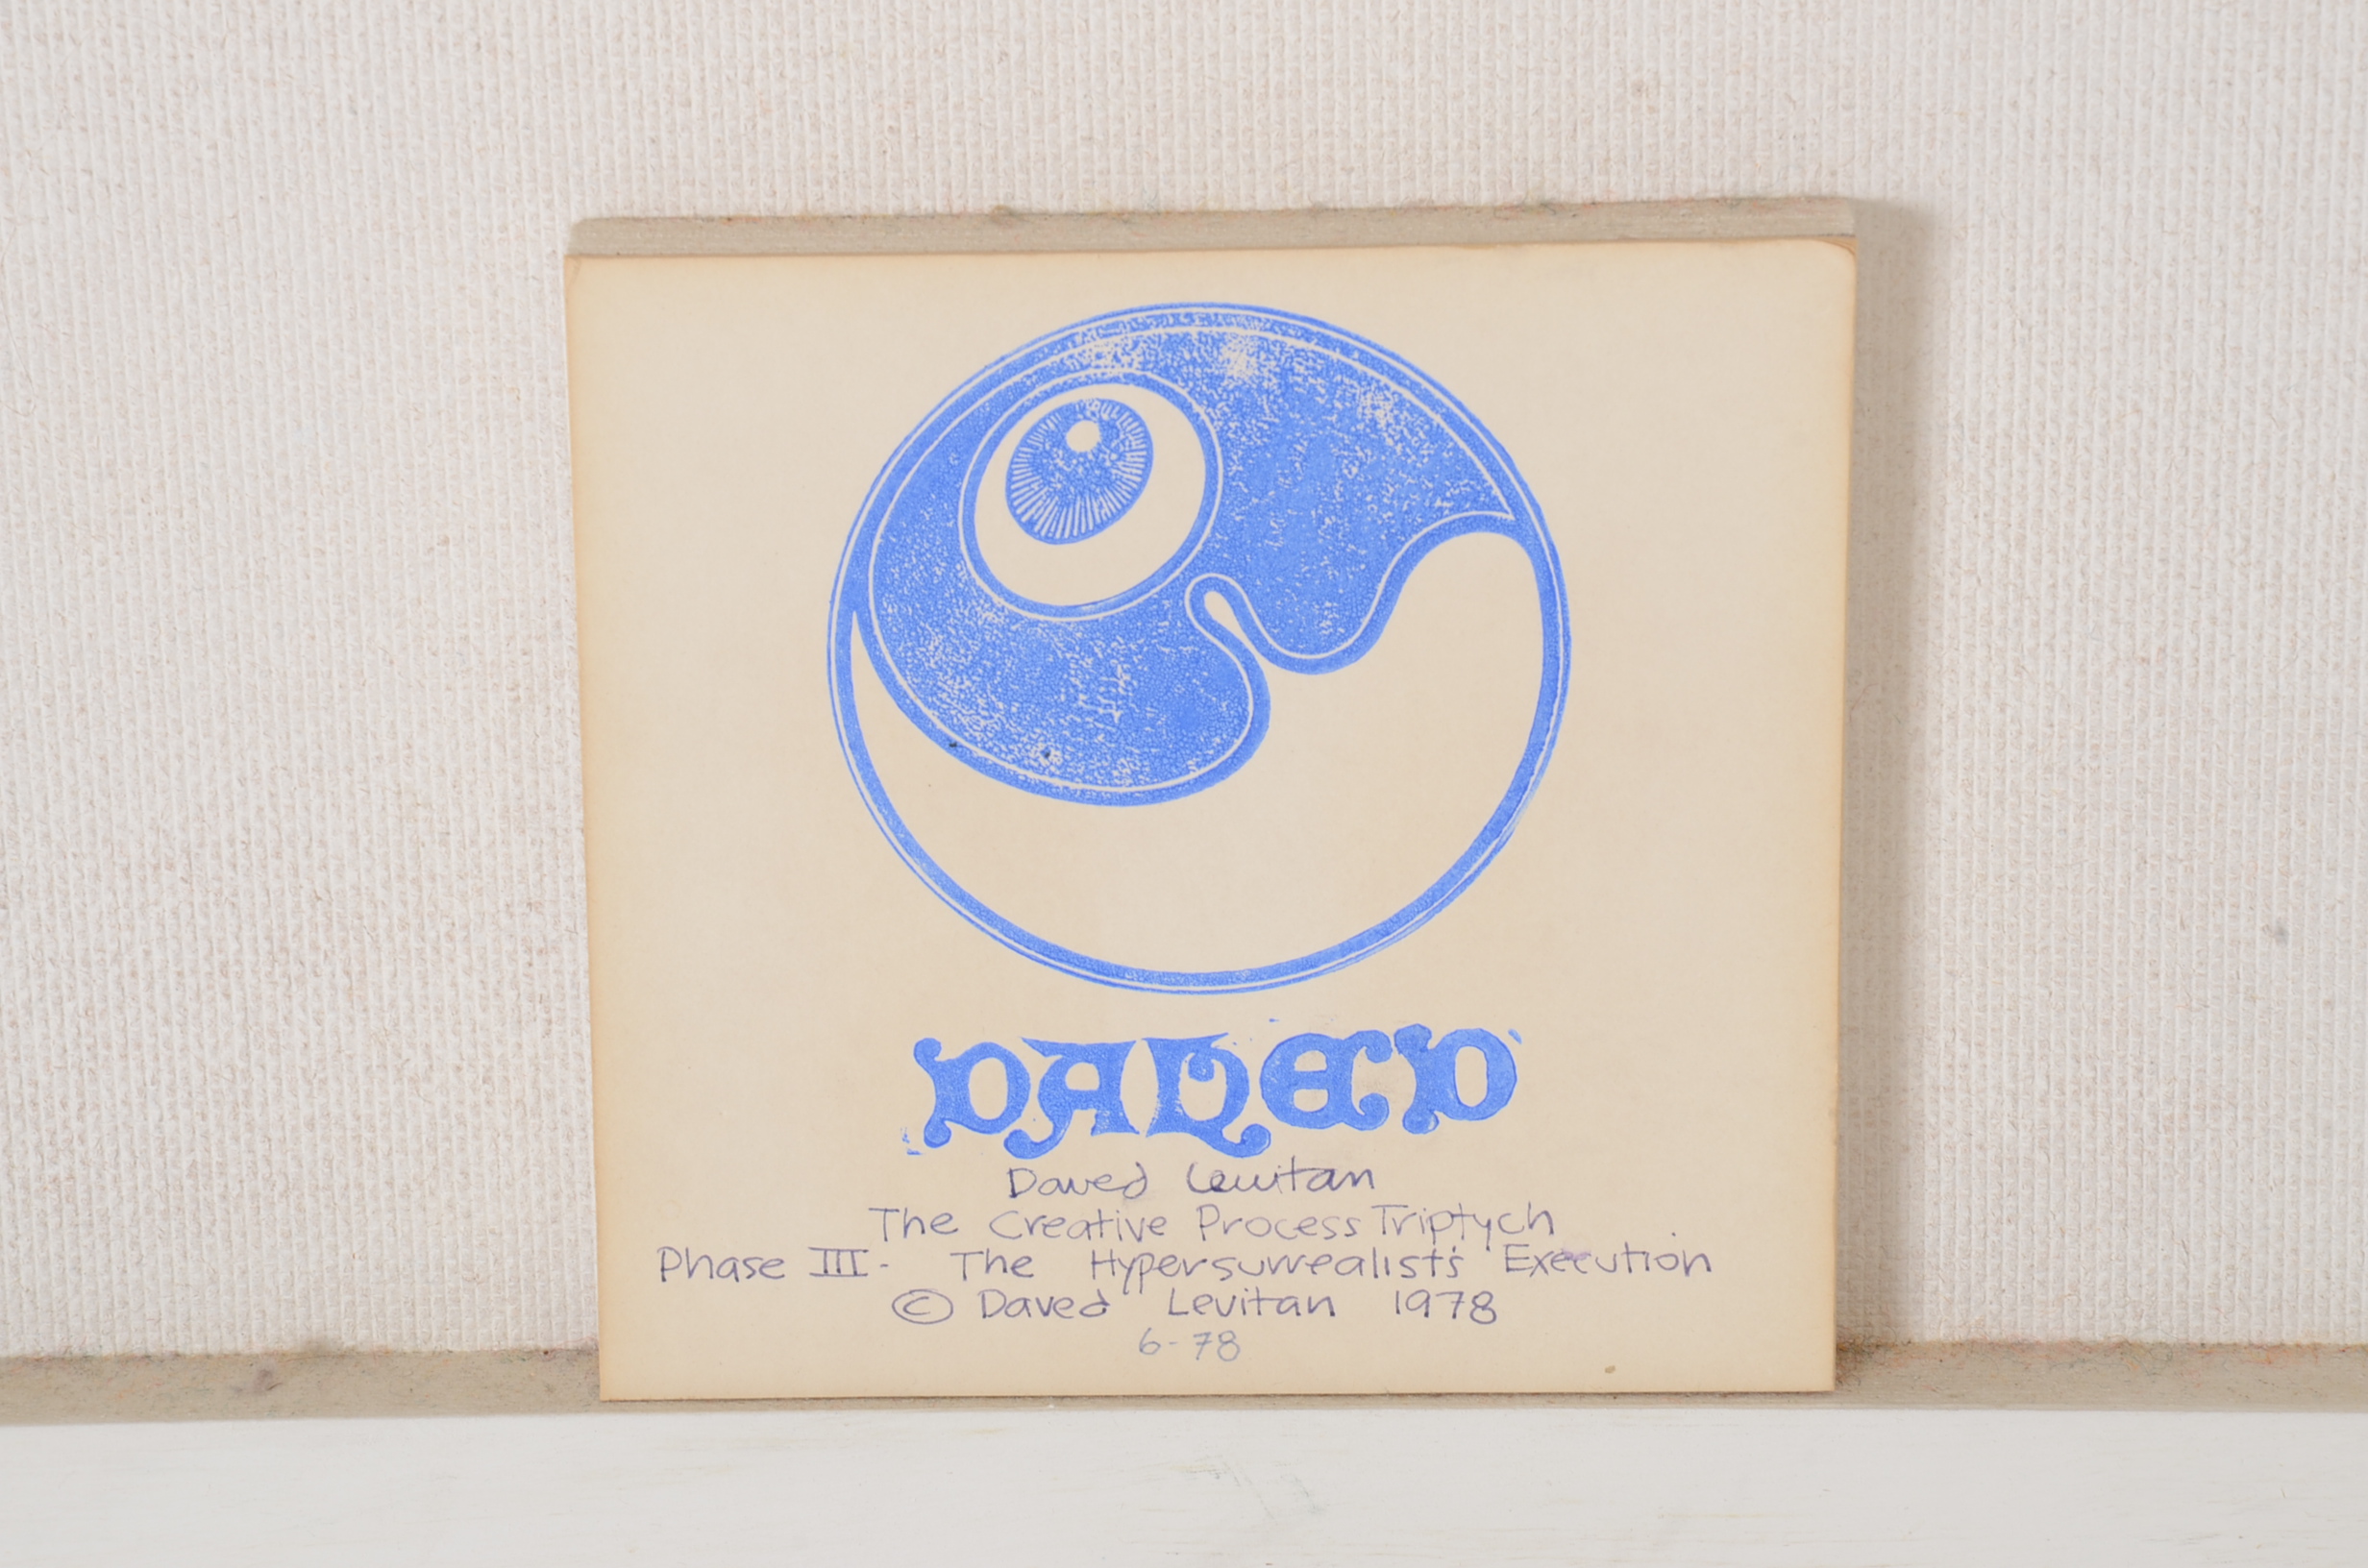 DAVED
Daved Levitan
The Creative Process Triptych
Phase III - The Hypersurrealist's Execution
© Daved Levitan 1978
6-78